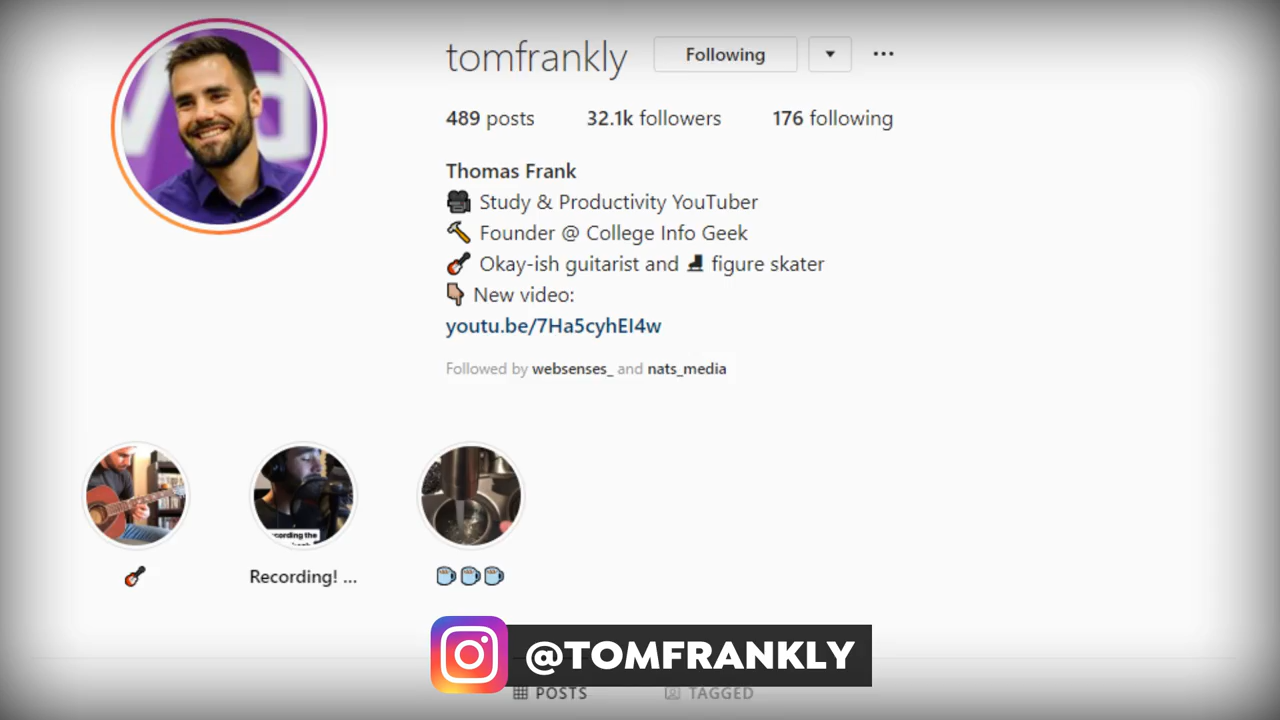 tomfrankly Following
489 posts 32.1k followers 176 following
Thomas Frank
Study & Productivity YouTuber
Founder @ College Info Geek
Okay-ish guitarist and figure skater
New video:
youtu.be/7Ha5cyhEI4w
Followed by websenses_ and nats_media
Recording! ...
@TOMFRANKLY
POSTS TAGGED